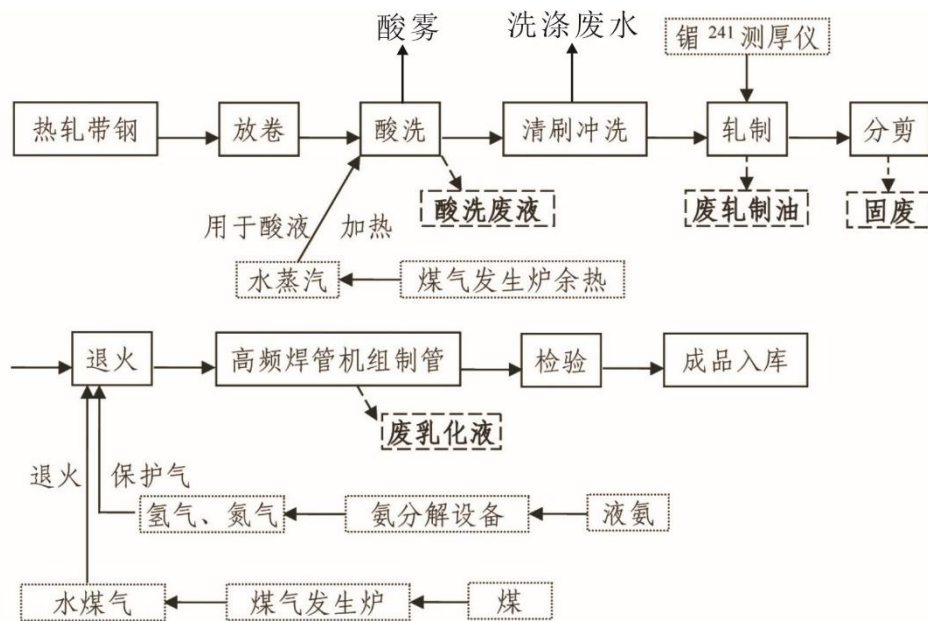 酸雾
洗涤废水
镅²⁴¹测厚仪
热轧带钢
放卷
酸洗
清刷冲洗
轧制
分剪
酸洗废液
废轧制油
固废
用于酸液 加热
水蒸汽
煤气发生炉余热
退火
高频焊管机组制管
检验
成品入库
废乳化液
退火
保护气
氢气、氮气
氨分解设备
液氨
水煤气
煤气发生炉
煤